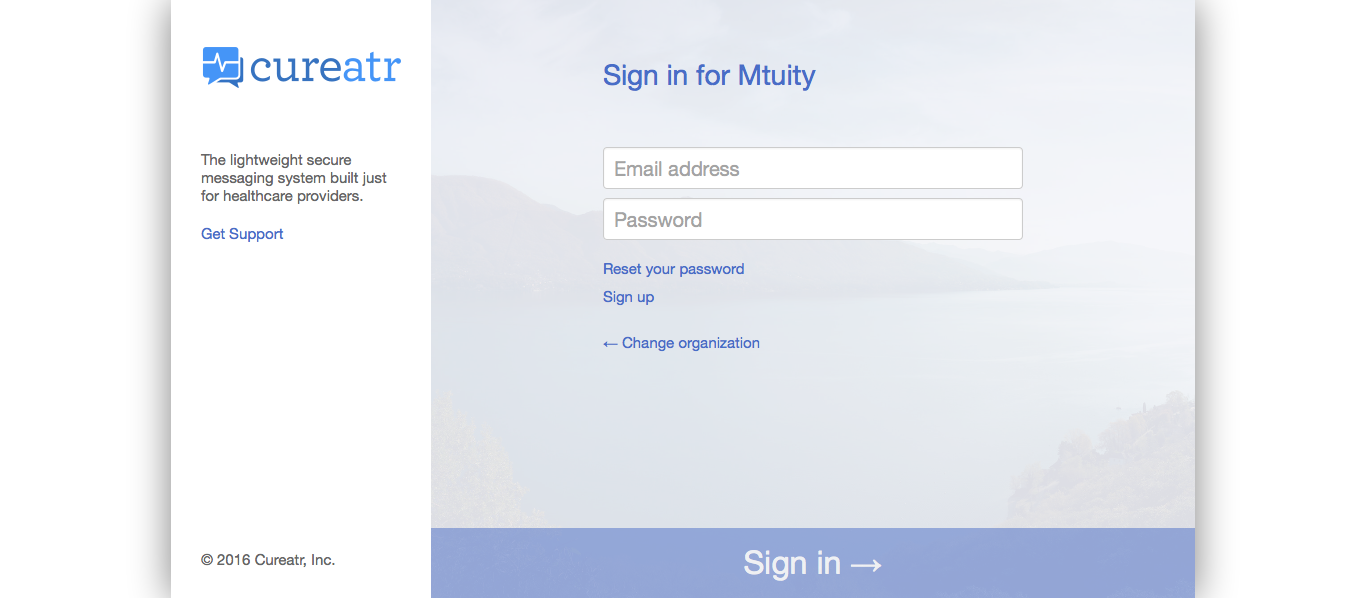 cureatr
The lightweight secure
messaging system built just
for healthcare providers.
Get Support
© 2016 Cureatr, Inc.
Sign in for Mtuity
Email address
Password
Reset your password
Sign up
← Change organization
Sign in →